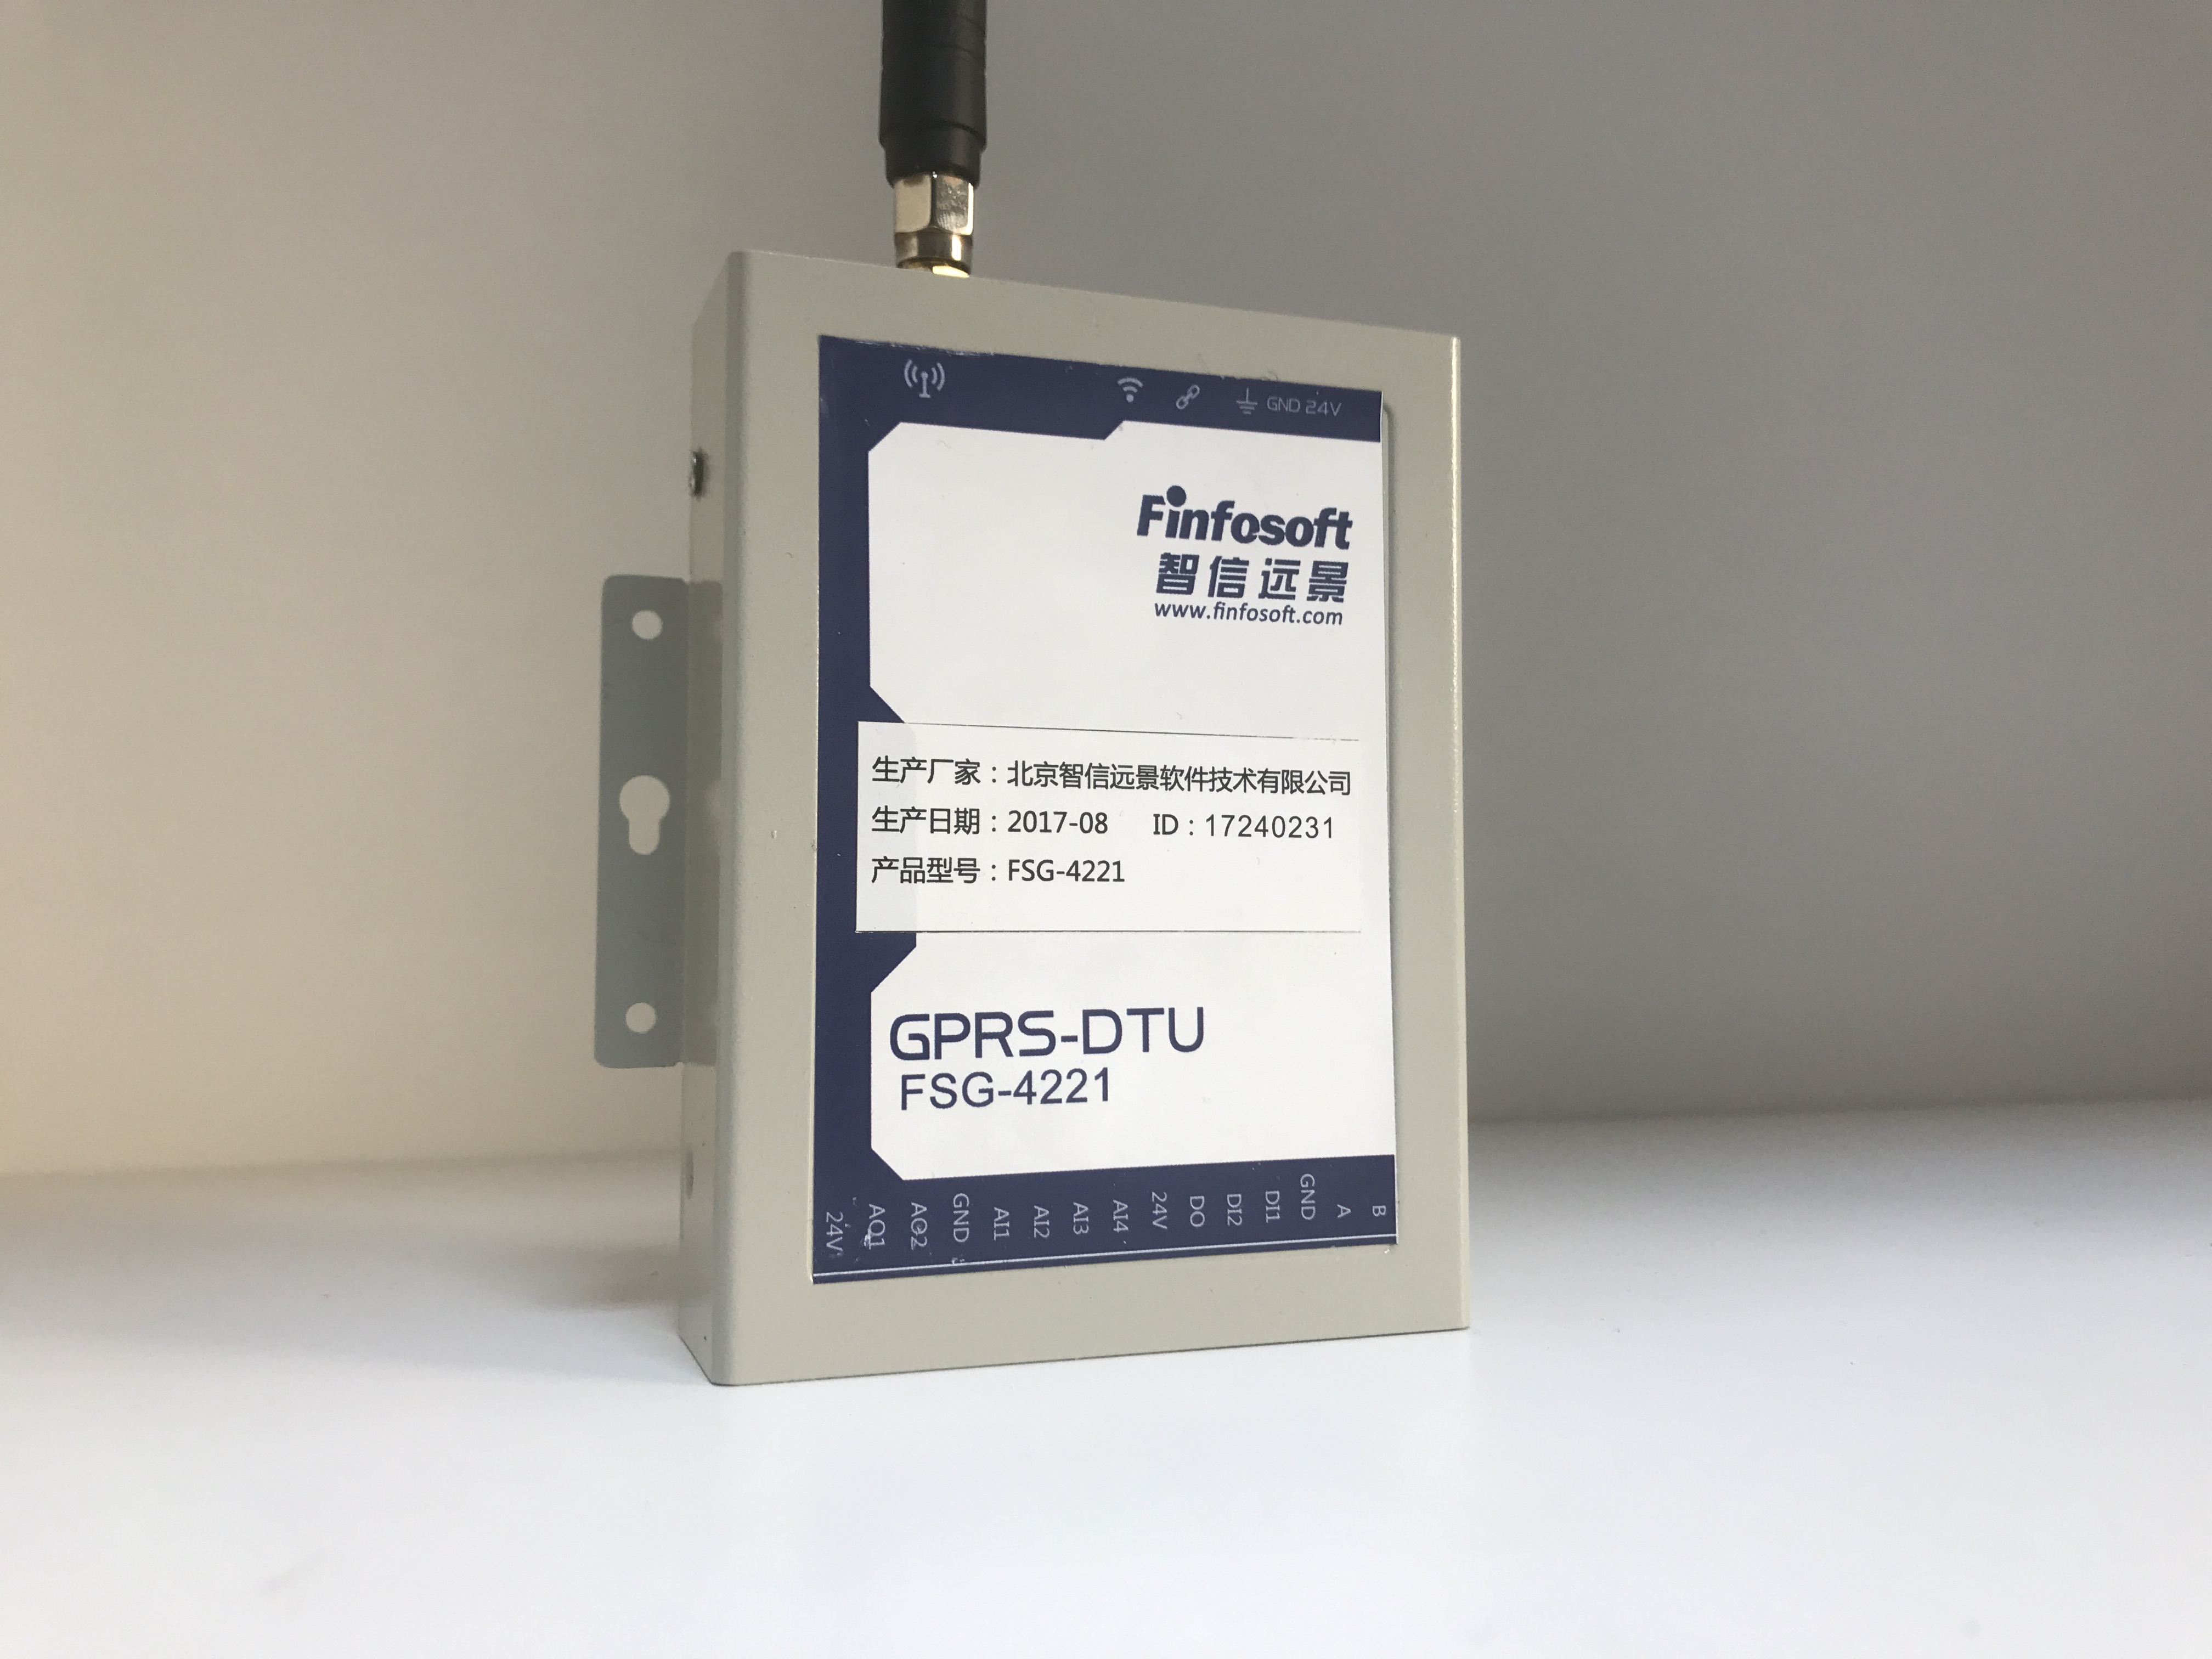 GND 24V
Finfosoft
智信远景
www.finfosoft.com
生产厂家：北京智信远景软件技术有限公司
生产日期：2017-08 ID：17240231
产品型号：FSG-4221
GPRS-DTU
FSG-4221
24V AQ1 AQ2 GND AI1 AI2 AI3 AI4 24V DO DI2 DI1 GND A B